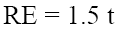 RE = 1.5 t